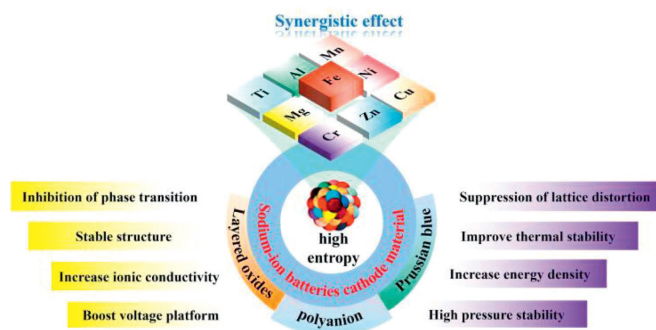 Synergistic effect
Mn
Al
Fe
Ni
Ti
Mg
Zn
Cu
Cr
Inhibition of phase transition
Stable structure
Increase ionic conductivity
Boost voltage platform
high
entropy
Sodium-ion batteries cathode material
Layered oxides
polyanion
Prussian blue
Suppression of lattice distortion
Improve thermal stability
Increase energy density
High pressure stability